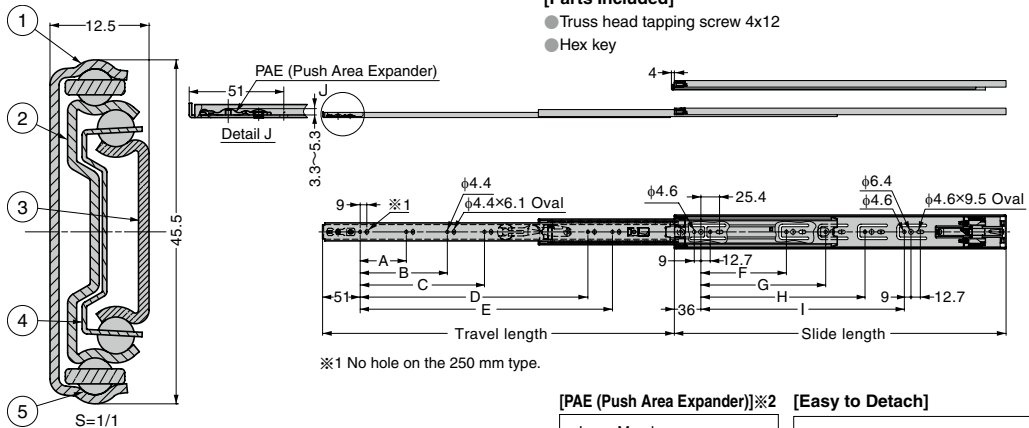 [Parts Included]
●Truss head tapping screw 4x12
●Hex key
1
12.5
2
3
45.5
4
5
S=1/1
PAE (Push Area Expander)
51
J
Detail J
3.3~5.3
4
φ4.4
9
※1
φ4.4×6.1 Oval
A
B
C
D
E
51
Travel length
φ4.6
25.4
φ6.4
φ4.6
φ4.6×9.5 Oval
9
12.7
F
G
H
I
36
9
12.7
Slide length
※1 No hole on the 250 mm type.
[PAE (Push Area Expander)]※2
[Easy to Detach]